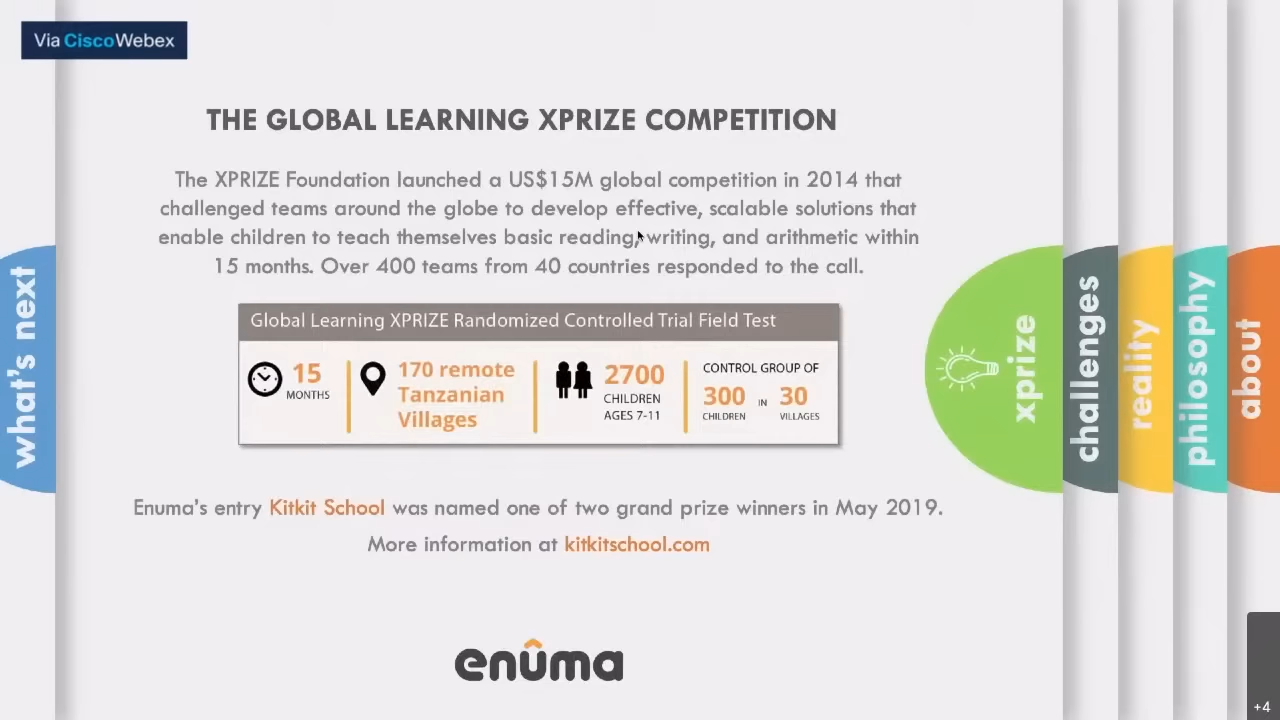 Via CiscoWebex
THE GLOBAL LEARNING XPRIZE COMPETITION
The XPRIZE Foundation launched a US$15M global competition in 2014 that
challenged teams around the globe to develop effective, scalable solutions that
enable children to teach themselves basic reading, writing, and arithmetic within
15 months. Over 400 teams from 40 countries responded to the call.
Global Learning XPRIZE Randomized Controlled Trial Field Test
15
MONTHS
170 remote
Tanzanian
Villages
2700
CHILDREN
AGES 7-11
CONTROL GROUP OF
300 IN 30
CHILDREN VILLAGES
Enuma's entry Kitkit School was named one of two grand prize winners in May 2019.
More information at kitkitschool.com
enuma
what's next
xprize
challenges
reality
philosophy
about
+4